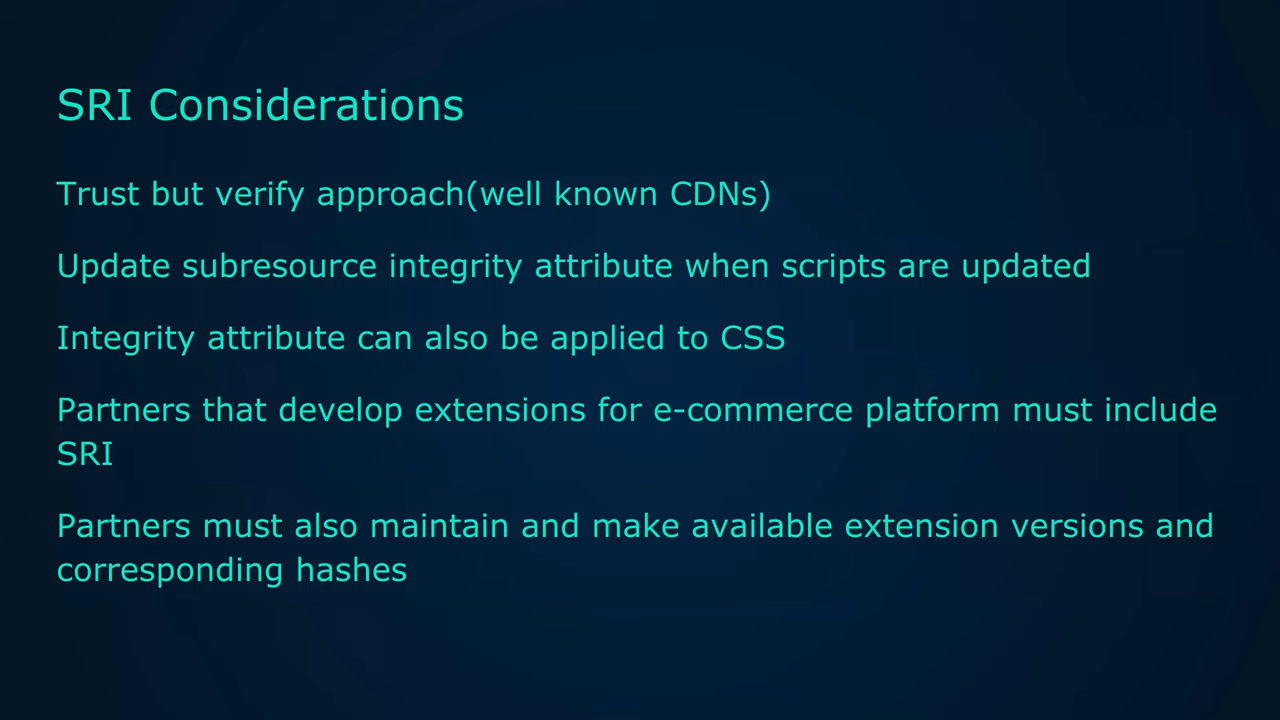 SRI Considerations
Trust but verify approach(well known CDNs)
Update subresource integrity attribute when scripts are updated
Integrity attribute can also be applied to CSS
Partners that develop extensions for e-commerce platform must include
SRI
Partners must also maintain and make available extension versions and
corresponding hashes